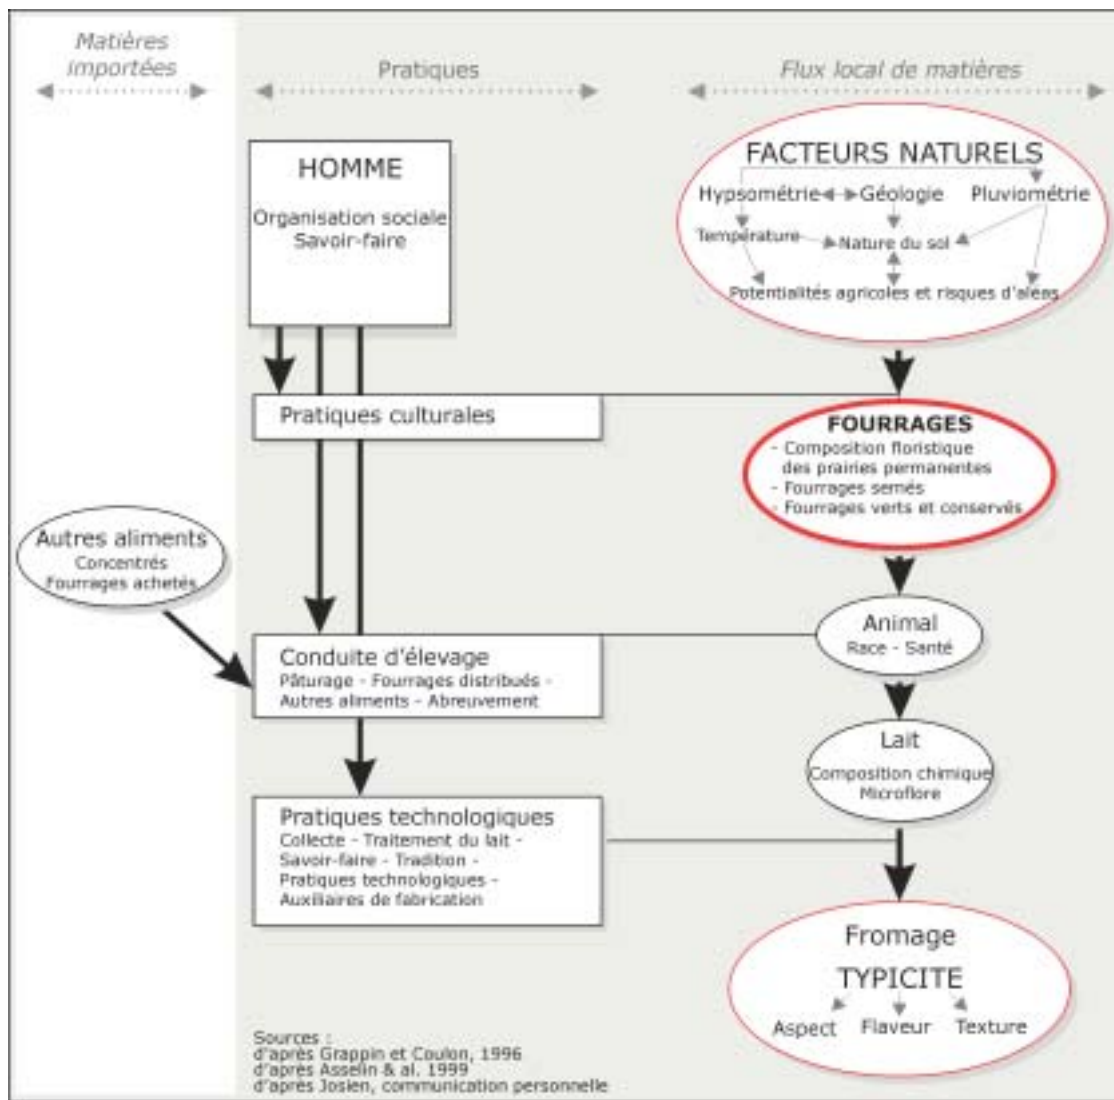 Matières
importées
Pratiques
Flux local de matières
HOMME
Organisation sociale
Savoir-faire
FACTEURS NATURELS
Hypsométrie
Géologie
Pluviométrie
Température
Nature du sol
Potentialités agricoles et risques d'aléas
Pratiques culturales
FOURRAGES
- Composition floristique
des prairies permanentes
- Fourrages semés
- Fourrages verts et conservés
Autres aliments
Concentrés
Fourrages achetés
Animal
Race - Santé
Conduite d'élevage
Pâturage - Fourrages distribués -
Autres aliments - Abreuvement
Lait
Composition chimique
Microflore
Pratiques technologiques
Collecte - Traitement du lait -
Savoir-faire - Tradition -
Pratiques technologiques -
Auxiliaires de fabrication
Fromage
TYPICITE
Aspect
Flaveur
Texture
Sources :
d'après Grappin et Coulon, 1996
d'après Asselin & al. 1999
d'après Josien, communication personnelle